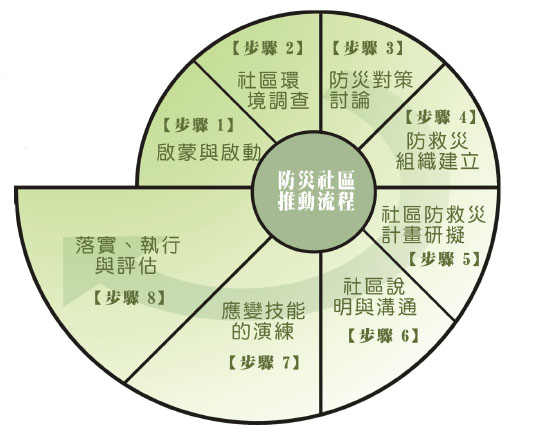 防災社區
推動流程
【步驟 1】
啟蒙與啟動
【步驟 2】
社區環
境調查
【步驟 3】
防災對策
討論
【步驟 4】
防救災
組織建立
社區防救災
計畫研擬
【步驟 5】
社區說
明與溝通
【步驟 6】
應變技能
的演練
【步驟 7】
落實、執行
與評估
【步驟 8】